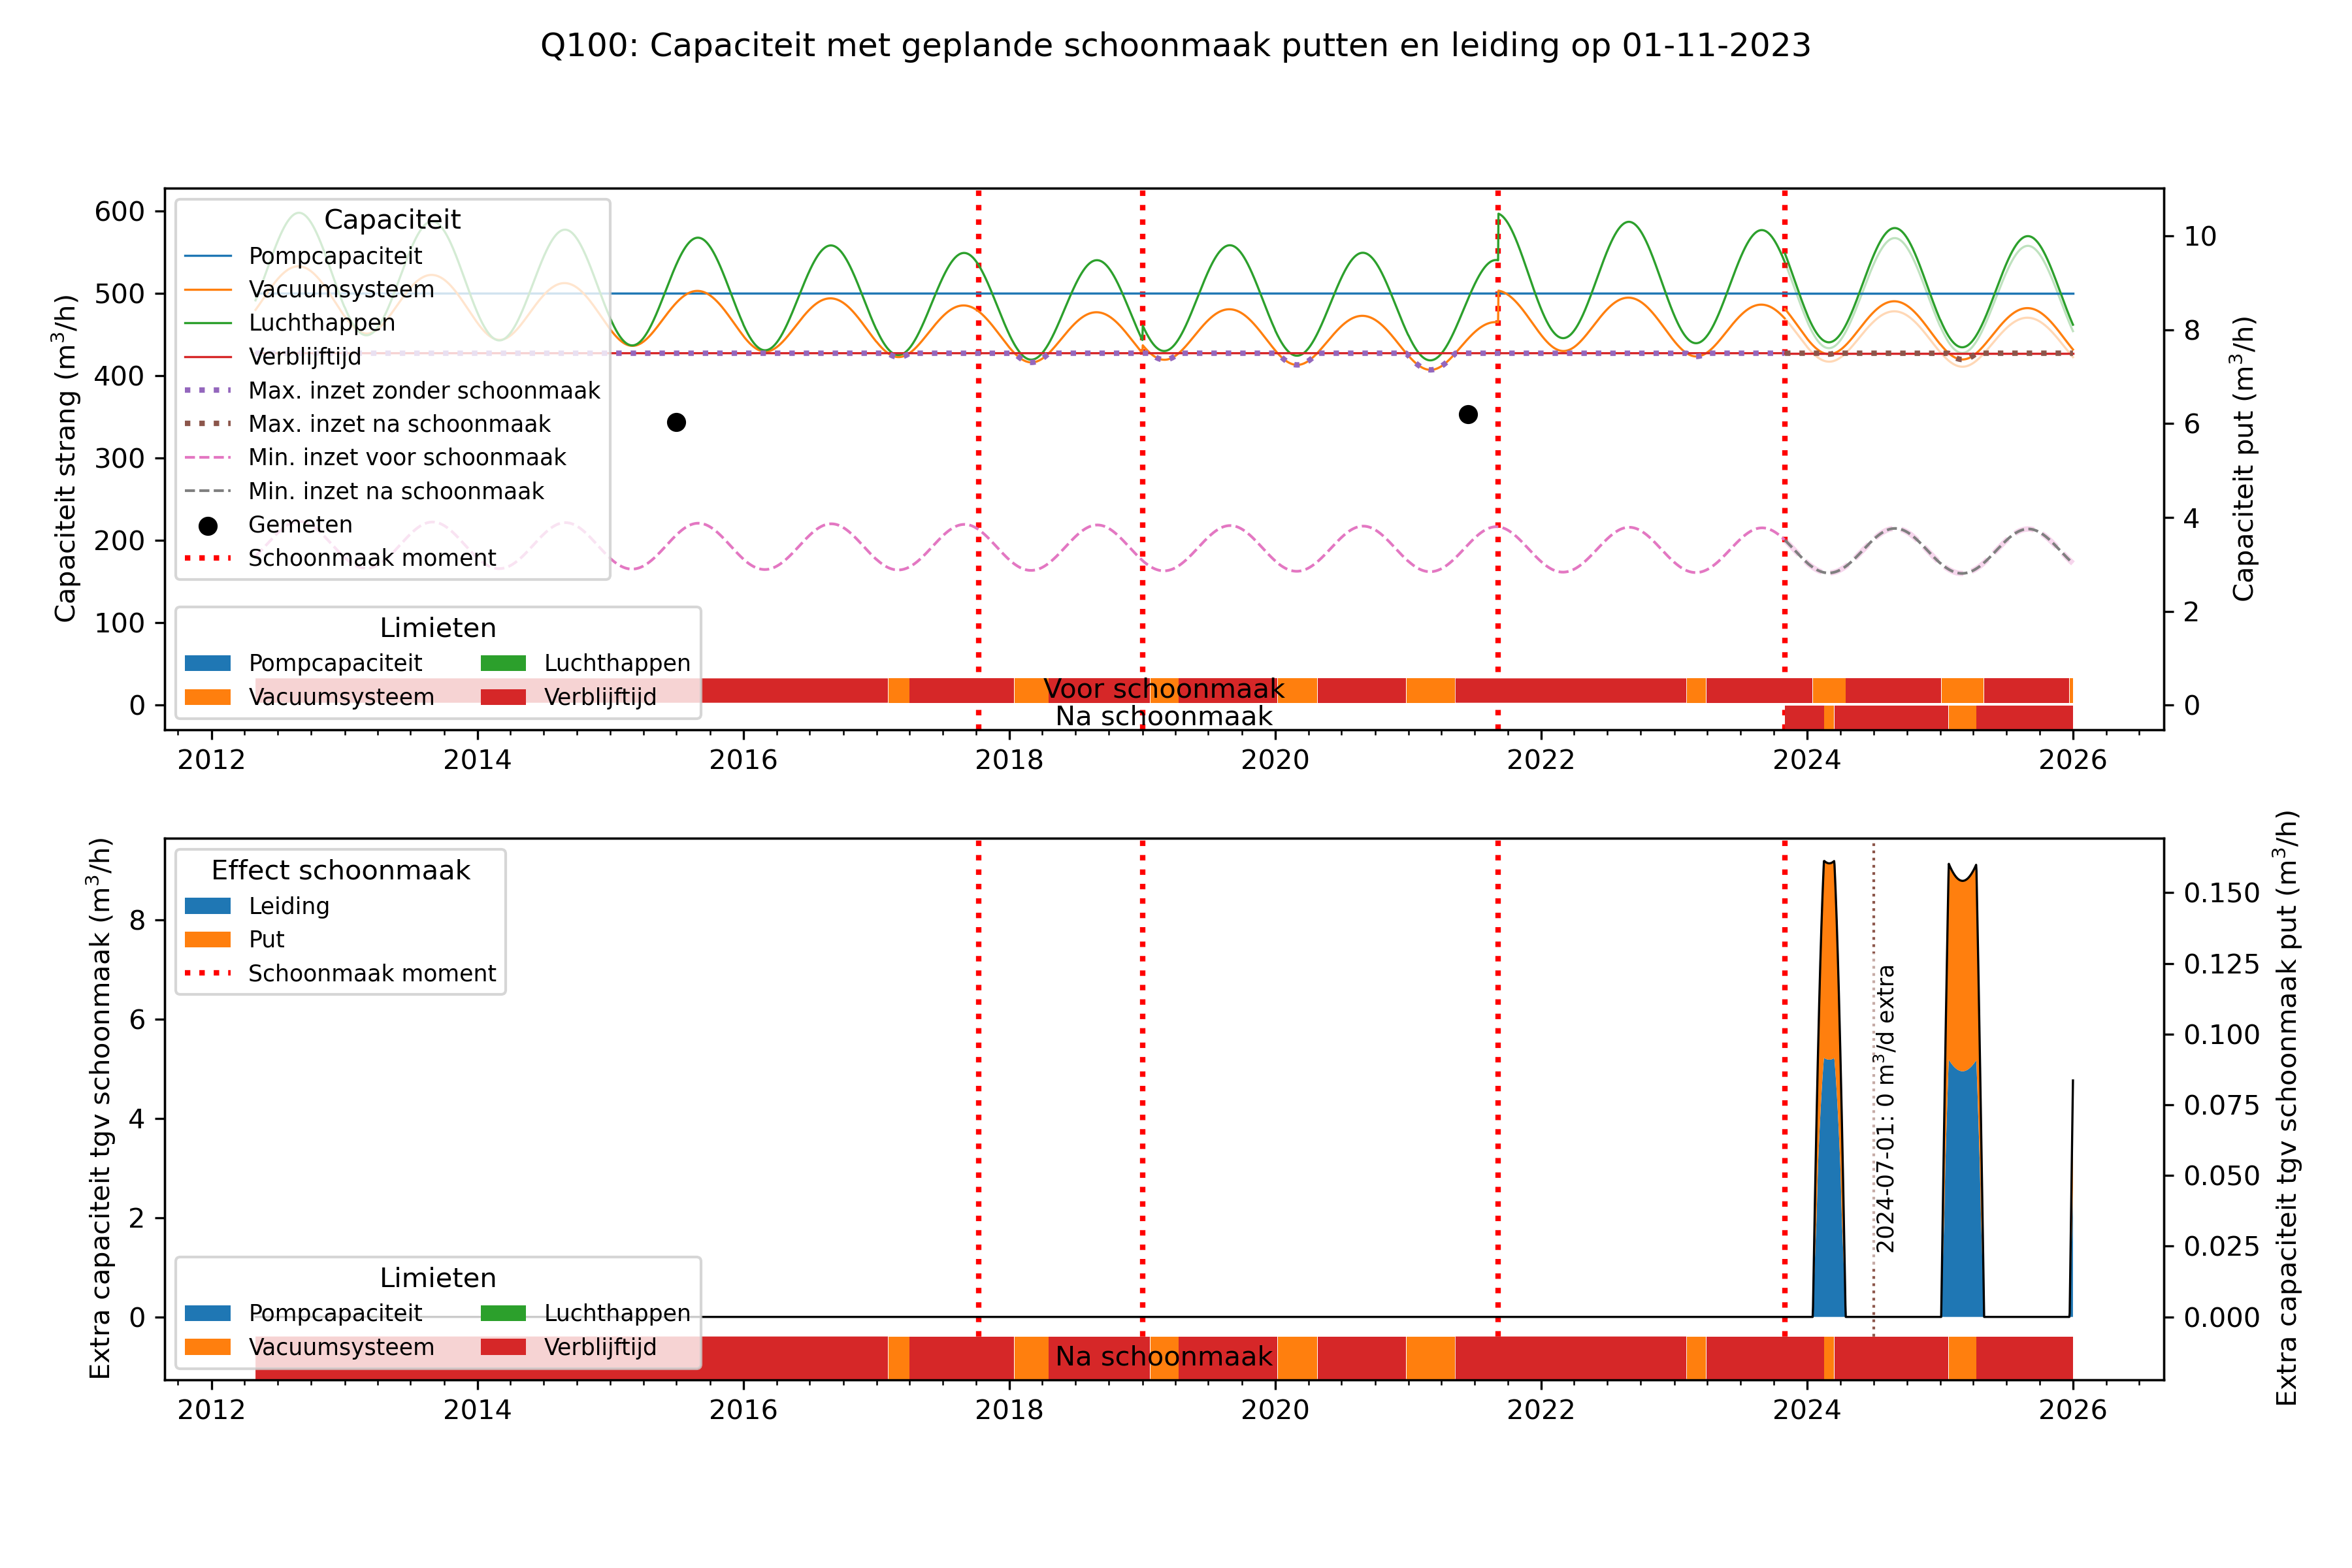 Q100: Capaciteit met geplande schoonmaak putten en leiding op 01-11-2023
Capaciteit strang (m³/h)
600
500
400
300
200
100
0
Capaciteit
Pompcapaciteit
Vacuumsysteem
Luchthappen
Verblijftijd
Max. inzet zonder schoonmaak
Max. inzet na schoonmaak
Min. inzet voor schoonmaak
Min. inzet na schoonmaak
Gemeten
Schoonmaak moment
Limieten
Pompcapaciteit
Luchthappen
Vacuumsysteem
Verblijftijd
Voor schoonmaak
Na schoonmaak
10
8
6
4
2
0
Capaciteit put (m³/h)
2012
2014
2016
2018
2020
2022
2024
2026
Extra capaciteit tgv schoonmaak (m³/h)
8
6
4
2
0
Effect schoonmaak
Leiding
Put
Schoonmaak moment
Limieten
Pompcapaciteit
Luchthappen
Vacuumsysteem
Verblijftijd
Na schoonmaak
2024-07-01: 0 m³/d extra
0.150
0.125
0.100
0.075
0.050
0.025
0.000
Extra capaciteit tgv schoonmaak put (m³/h)
2012
2014
2016
2018
2020
2022
2024
2026